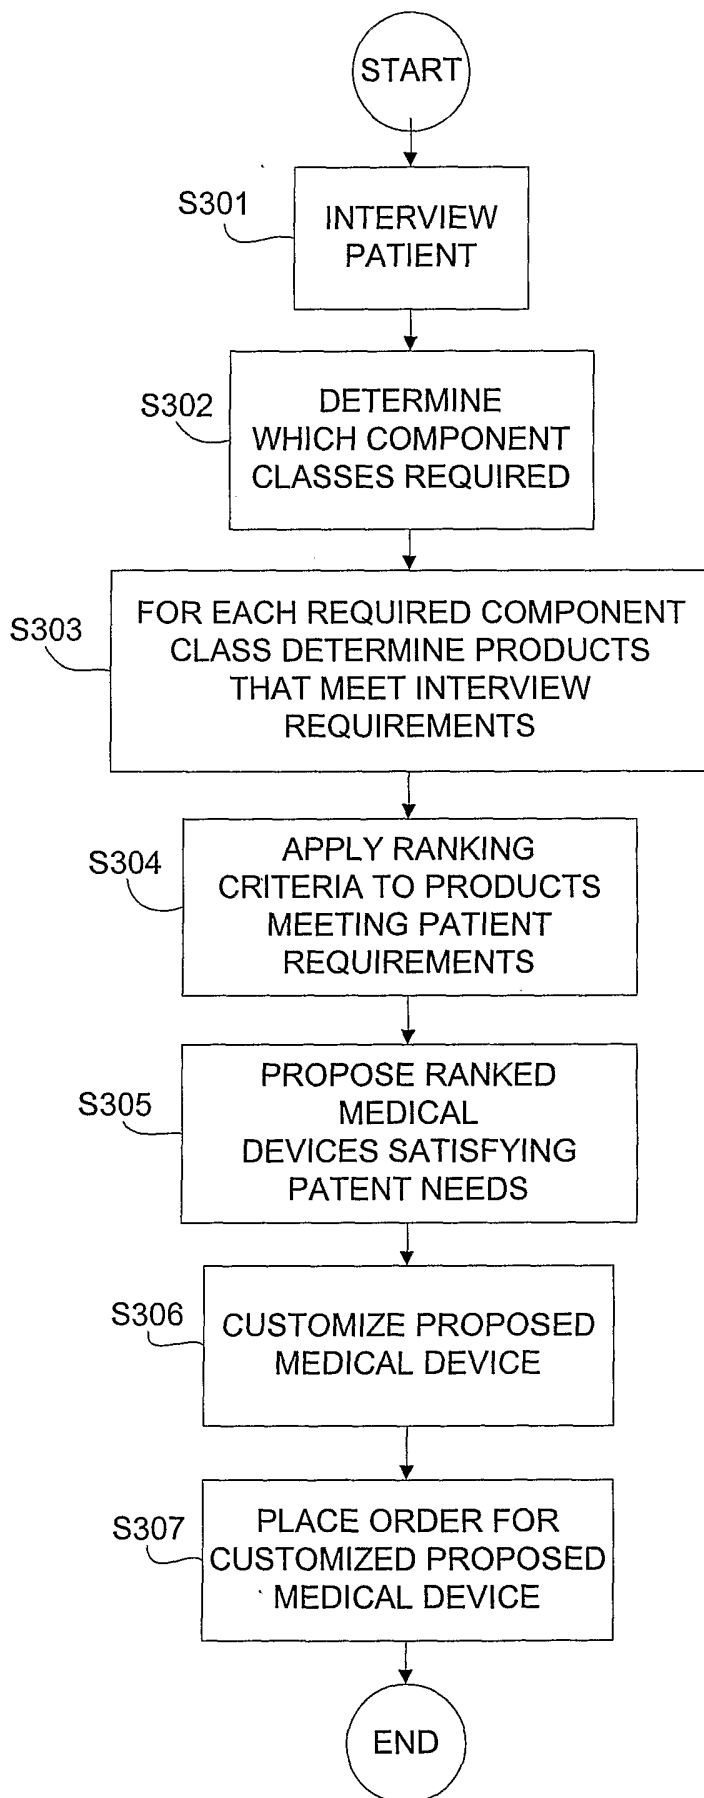 START
S301
INTERVIEW
PATIENT
S302
DETERMINE
WHICH COMPONENT
CLASSES REQUIRED
S303
FOR EACH REQUIRED COMPONENT
CLASS DETERMINE PRODUCTS
THAT MEET INTERVIEW
REQUIREMENTS
S304
APPLY RANKING
CRITERIA TO PRODUCTS
MEETING PATIENT
REQUIREMENTS
S305
PROPOSE RANKED
MEDICAL
DEVICES SATISFYING
PATENT NEEDS
S306
CUSTOMIZE PROPOSED
MEDICAL DEVICE
S307
PLACE ORDER FOR
CUSTOMIZED PROPOSED
MEDICAL DEVICE
END